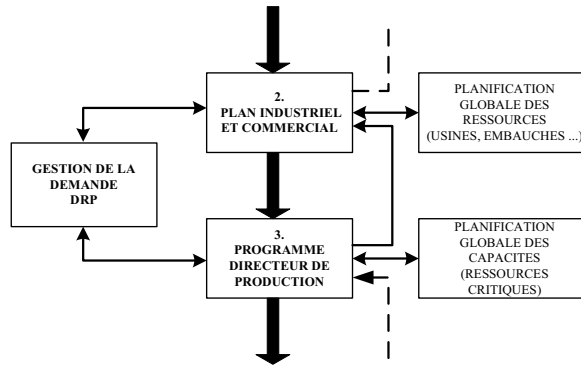 2.
PLAN INDUSTRIEL
ET COMMERCIAL
PLANIFICATION
GLOBALE DES
RESSOURCES
(USINES, EMBAUCHES ...)
GESTION DE LA
DEMANDE
DRP
3.
PROGRAMME
DIRECTEUR DE
PRODUCTION
PLANIFICATION
GLOBALE DES
CAPACITES
(RESSOURCES
CRITIQUES)